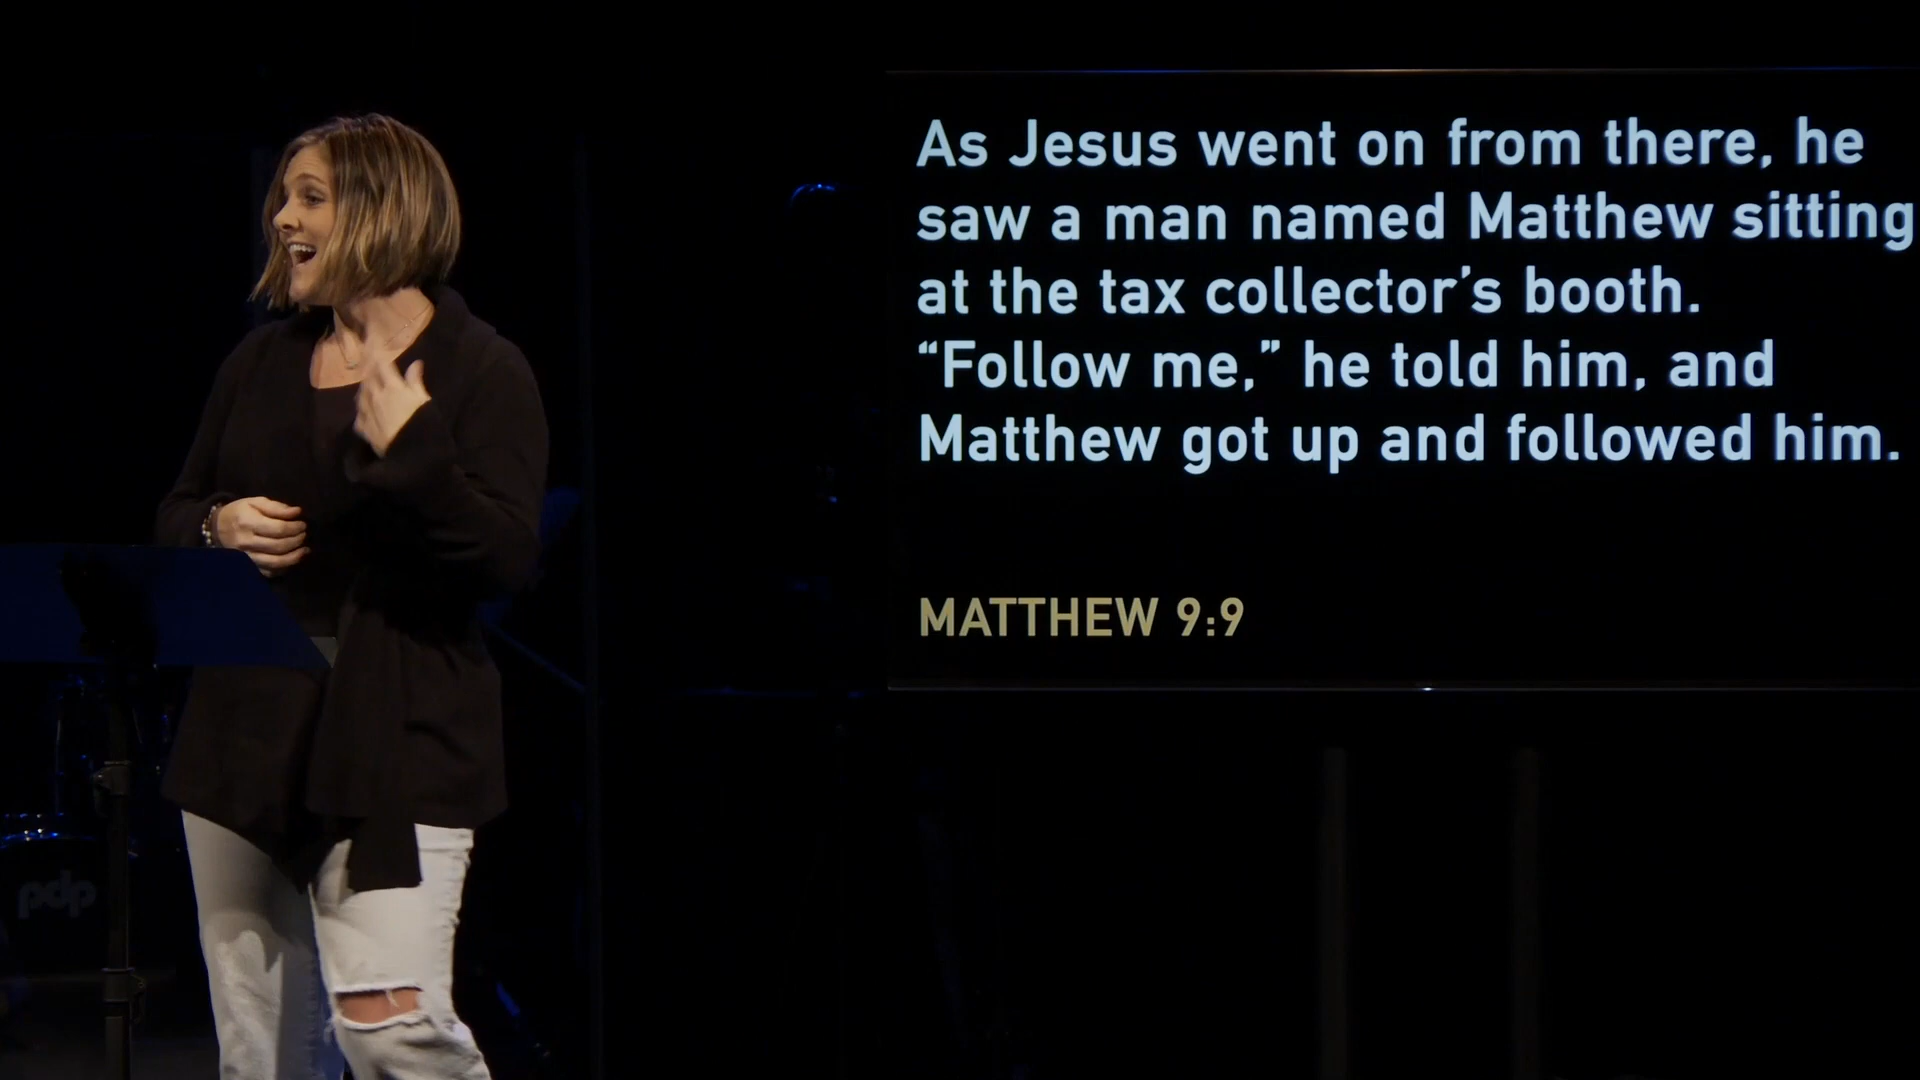 As Jesus went on from there, he
saw a man named Matthew sitting
at the tax collector’s booth.
“Follow me,” he told him, and
Matthew got up and followed him.
MATTHEW 9:9
pdp